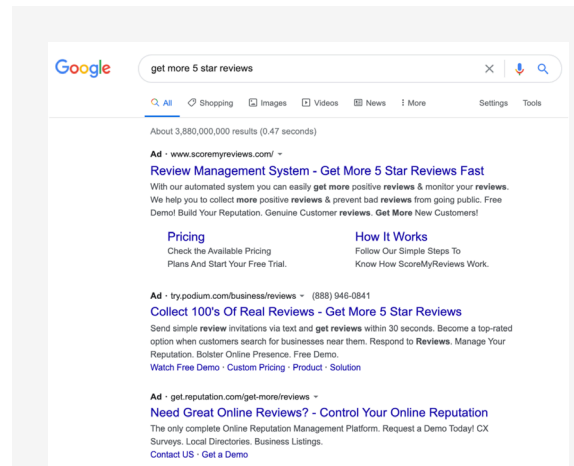 Google
get more 5 star reviews
All Shopping Images Videos News More Settings Tools
About 3,880,000,000 results (0.47 seconds)
Ad · www.scoremyreviews.com/
Review Management System - Get More 5 Star Reviews Fast
With our automated system you can easily get more positive reviews & monitor your reviews.
We help you to collect more positive reviews & prevent bad reviews from going public. Free
Demo! Build Your Reputation. Genuine Customer reviews. Get More New Customers!
Pricing
Check the Available Pricing
Plans And Start Your Free Trial.
How It Works
Follow Our Simple Steps To
Know How ScoreMyReviews Work.
Ad · try.podium.com/business/reviews (888) 946-0841
Collect 100's Of Real Reviews - Get More 5 Star Reviews
Send simple review invitations via text and get reviews within 30 seconds. Become a top-rated
option when customers search for businesses near them. Respond to Reviews. Manage Your
Reputation. Bolster Online Presence. Free Demo.
Watch Free Demo · Custom Pricing · Product · Solution
Ad · get.reputation.com/get-more/reviews
Need Great Online Reviews? - Control Your Online Reputation
The only complete Online Reputation Management Platform. Request a Demo Today! CX
Surveys. Local Directories. Business Listings.
Contact US · Get a Demo